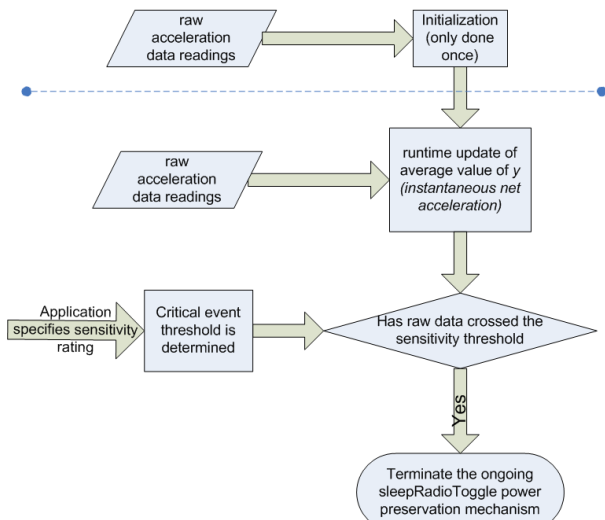 raw
acceleration
data readings
Initialization
(only done
once)
raw
acceleration
data readings
runtime update of
average value of y
(instantaneous net
acceleration)
Application
specifies sensitivity
rating
Critical event
threshold is
determined
Has raw data crossed the
sensitivity threshold
Yes
Terminate the ongoing
sleepRadioToggle power
preservation mechanism